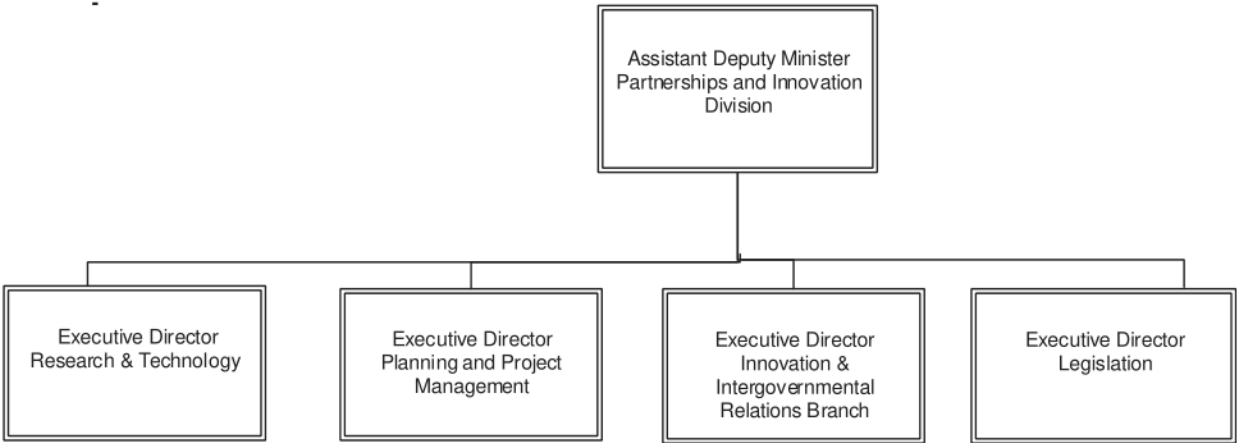 Assistant Deputy Minister
Partnerships and Innovation
Division
Executive Director
Research & Technology
Executive Director
Planning and Project
Management
Executive Director
Innovation &
Intergovernmental
Relations Branch
Executive Director
Legislation